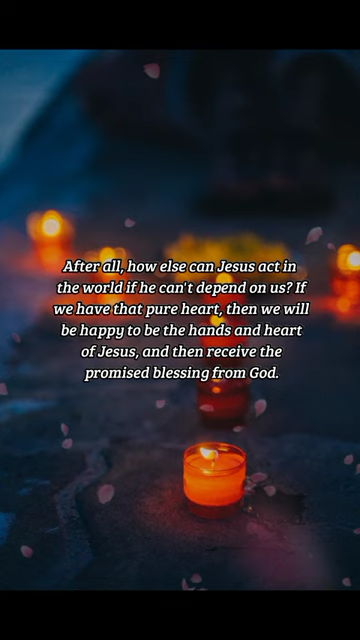 After all, how else can Jesus act in
the world if he can't depend on us? If
we have that pure heart, then we will
be happy to be the hands and heart
of Jesus, and then receive the
promised blessing from God.